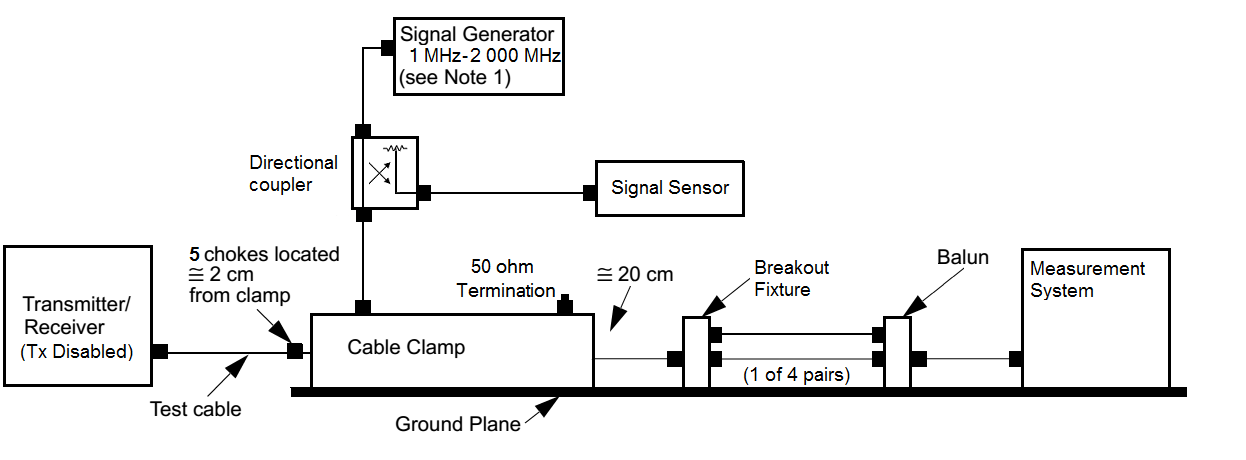 Signal Generator
1 MHz-2 000 MHz
(see Note 1)
Directional
coupler
Signal Sensor
5 chokes located
≅ 2 cm
from clamp
50 ohm
Termination
≅ 20 cm
Breakout
Fixture
Balun
Measurement
System
Transmitter/
Receiver
(Tx Disabled)
Cable Clamp
(1 of 4 pairs)
Test cable
Ground Plane